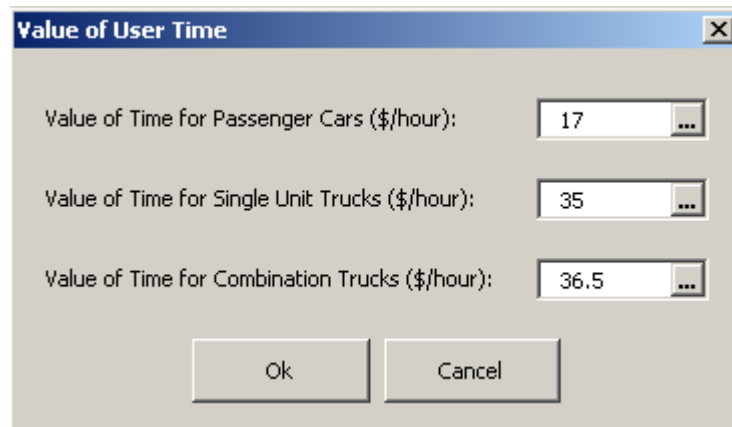 Value of User Time
Value of Time for Passenger Cars ($/hour): 17 ...
Value of Time for Single Unit Trucks ($/hour): 35 ...
Value of Time for Combination Trucks ($/hour): 36.5 ...
Ok Cancel